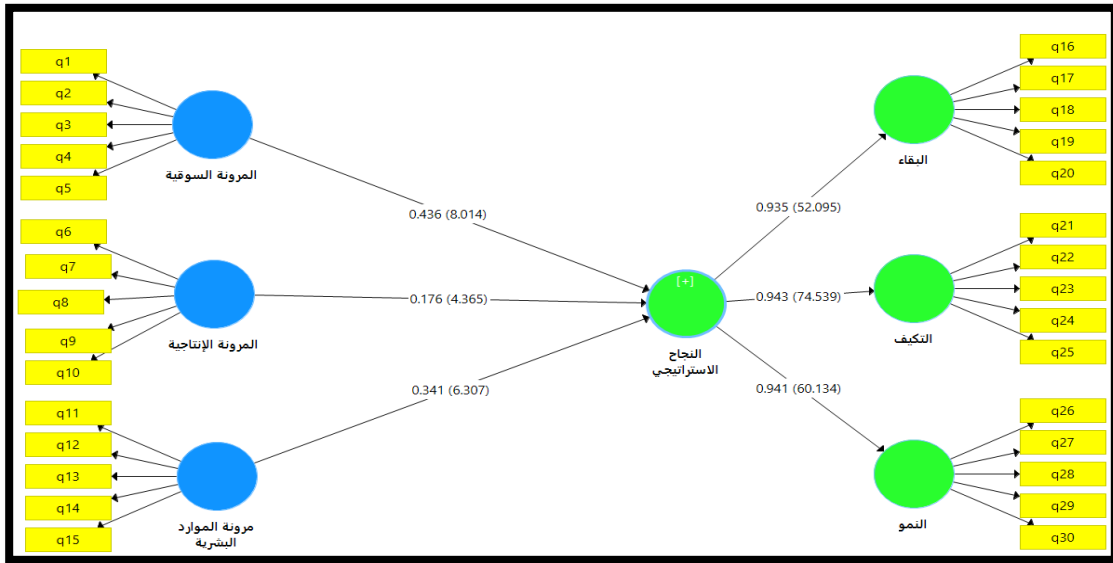 q1
q2
q3
q4
q5
المرونة السوقية
q6
q7
q8
q9
q10
المرونة الإنتاجية
q11
q12
q13
q14
q15
مرونة الموارد
البشرية
0.436 (8.014)
0.176 (4.365)
0.341 (6.307)
[+]
النجاح
الاستراتيجي
0.935 (52.095)
0.943 (74.539)
0.941 (60.134)
البقاء
q16
q17
q18
q19
q20
التكيف
q21
q22
q23
q24
q25
النمو
q26
q27
q28
q29
q30